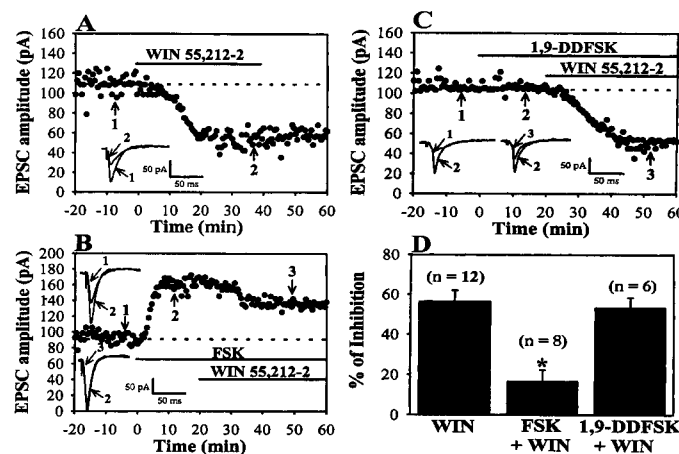 A
WIN 55,212-2
EPSC amplitude (pA)
160
140
120
100
80
60
40
20
0
1
2
2
1
50 pA
50 ms
-20 -10 0 10 20 30 40 50 60
Time (min)
B
EPSC amplitude (pA)
200
180
160
140
120
100
80
60
40
20
0
1
2
1
2
3
3
2
FSK
WIN 55,212-2
50 pA
50 ms
-20 -10 0 10 20 30 40 50 60
Time (min)
C
1,9-DDFSK
WIN 55,212-2
EPSC amplitude (pA)
160
140
120
100
80
60
40
20
0
1
2
3
1
2
3
2
50 pA
50 ms
-20 -10 0 10 20 30 40 50 60
Time (min)
D
% of Inhibition
80
60
40
20
0
(n = 12)
(n = 8)
*
(n = 6)
WIN
FSK
+ WIN
1,9-DDFSK
+ WIN